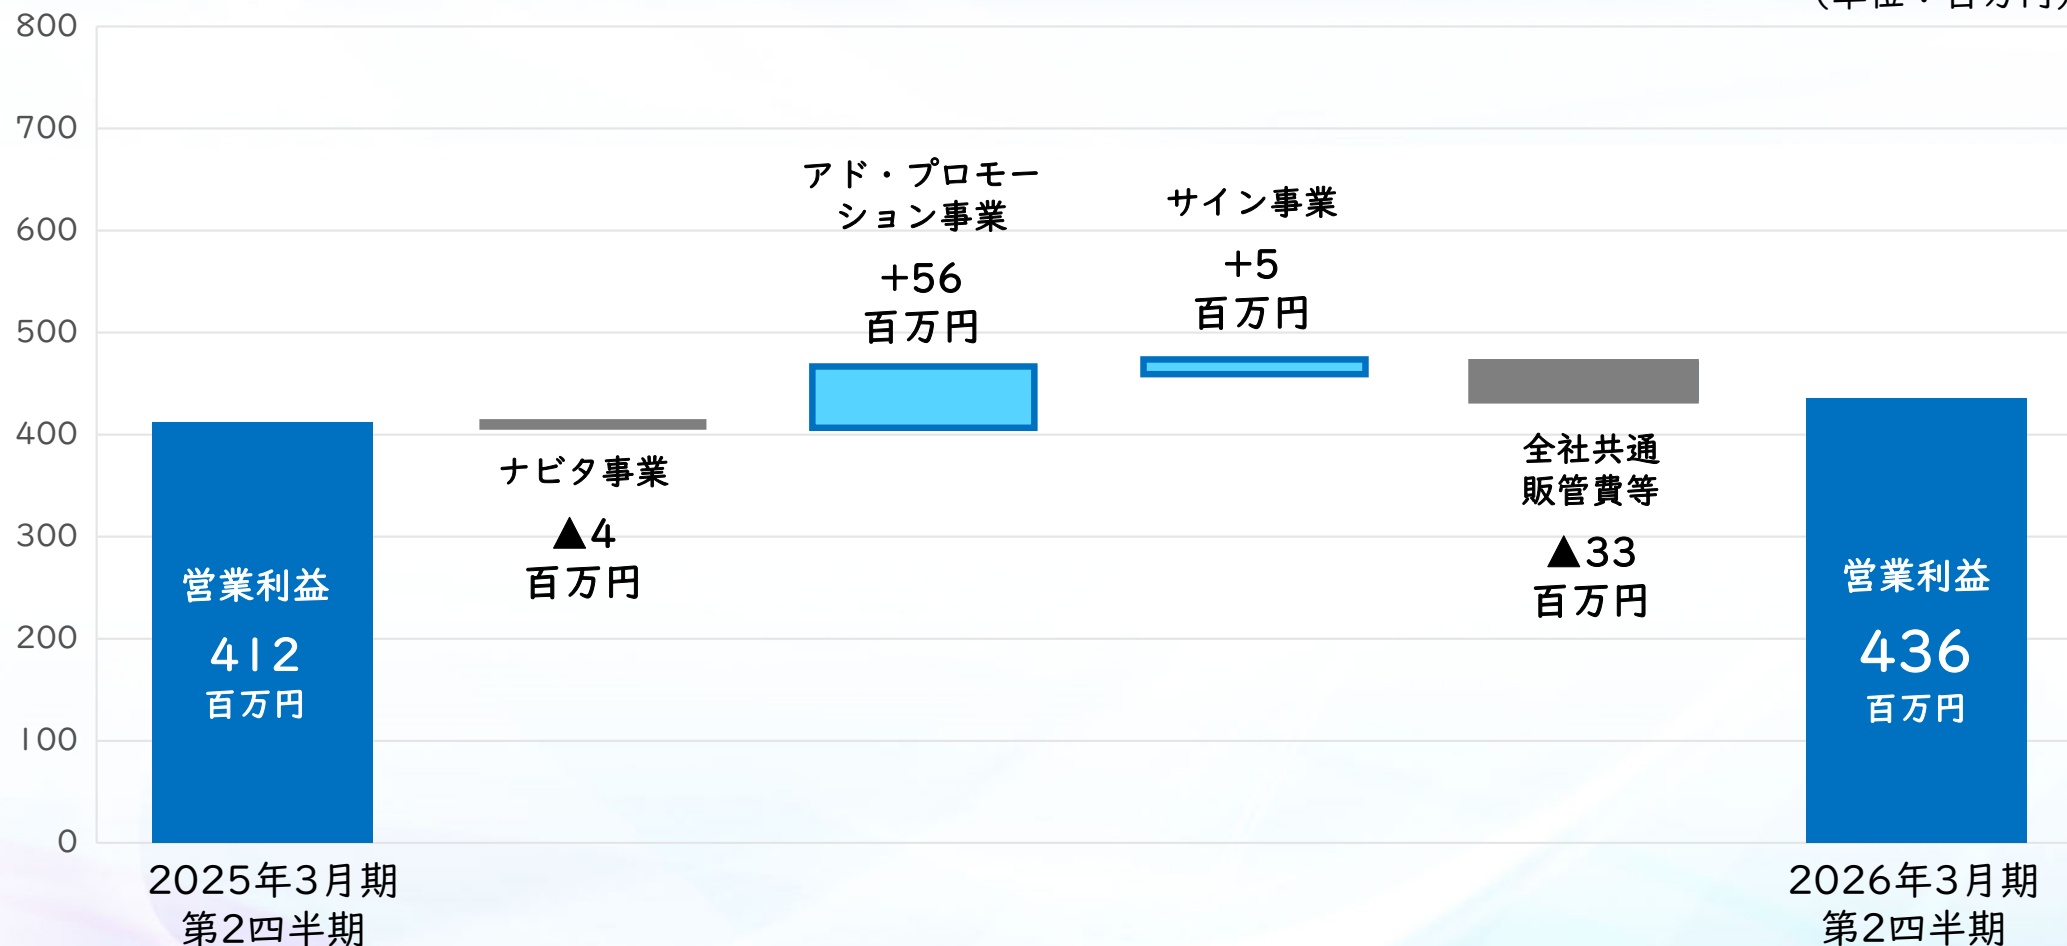 (単位：百万円)
800
700
600
500
400
300
200
100
0
営業利益
412
百万円
ナビタ事業
▲4
百万円
アド・プロモー
ション事業
+56
百万円
サイン事業
+5
百万円
全社共通
販管費等
▲33
百万円
営業利益
436
百万円
2025年3月期
第2四半期
2026年3月期
第2四半期